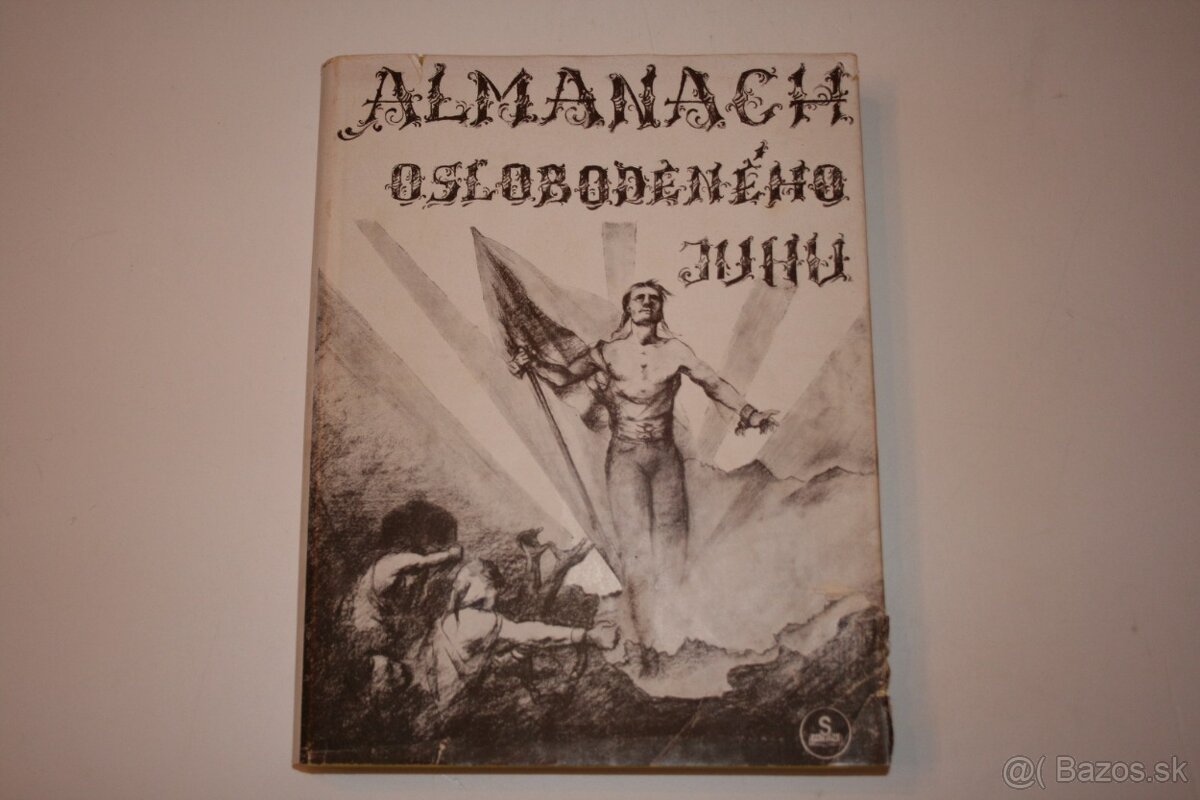 ALMANACH
OSLOBODENÉHO
JUHU
S
@( Bazos.sk